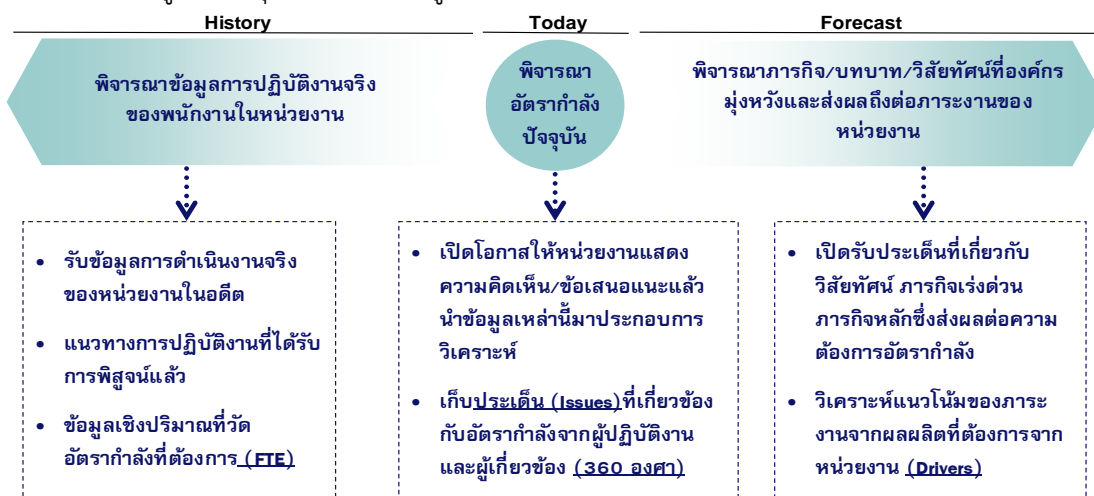 History
Today
Forecast
พิจารณาข้อมูลการปฏิบัติงานจริง
ของพนักงานในหน่วยงาน
พิจารณา
อัตรากำลัง
ปัจจุบัน
พิจารณาภารกิจ/บทบาท/วิสัยทัศน์ที่องค์กร
มุ่งหวังและส่งผลถึงต่อภาระงานของ
หน่วยงาน
• รับข้อมูลการดำเนินงานจริง
ของหน่วยงานในอดีต
• แนวทางการปฏิบัติงานที่ได้รับ
การพิสูจน์แล้ว
• ข้อมูลเชิงปริมาณที่วัด
อัตรากำลังที่ต้องการ (FTE)
• เปิดโอกาสให้หน่วยงานแสดง
ความคิดเห็น/ข้อเสนอแนะแล้ว
นำข้อมูลเหล่านี้มาประกอบการ
วิเคราะห์
• เก็บประเด็น (Issues)ที่เกี่ยวข้อง
กับอัตรากำลังจากผู้ปฏิบัติงาน
และผู้เกี่ยวข้อง (360 องศา)
• เปิดรับประเด็นที่เกี่ยวกับ
วิสัยทัศน์ ภารกิจเร่งด่วน
ภารกิจหลักซึ่งส่งผลต่อความ
ต้องการอัตรากำลัง
• วิเคราะห์แนวโน้มของภาระ
งานจากผลผลิตที่ต้องการจาก
หน่วยงาน (Drivers)